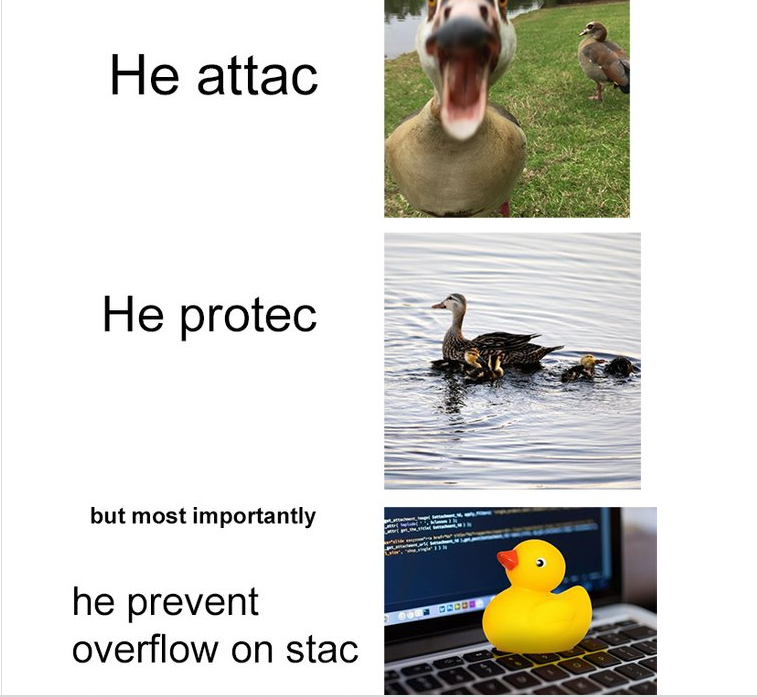 He attac
He protec
but most importantly
he prevent
overflow on stac